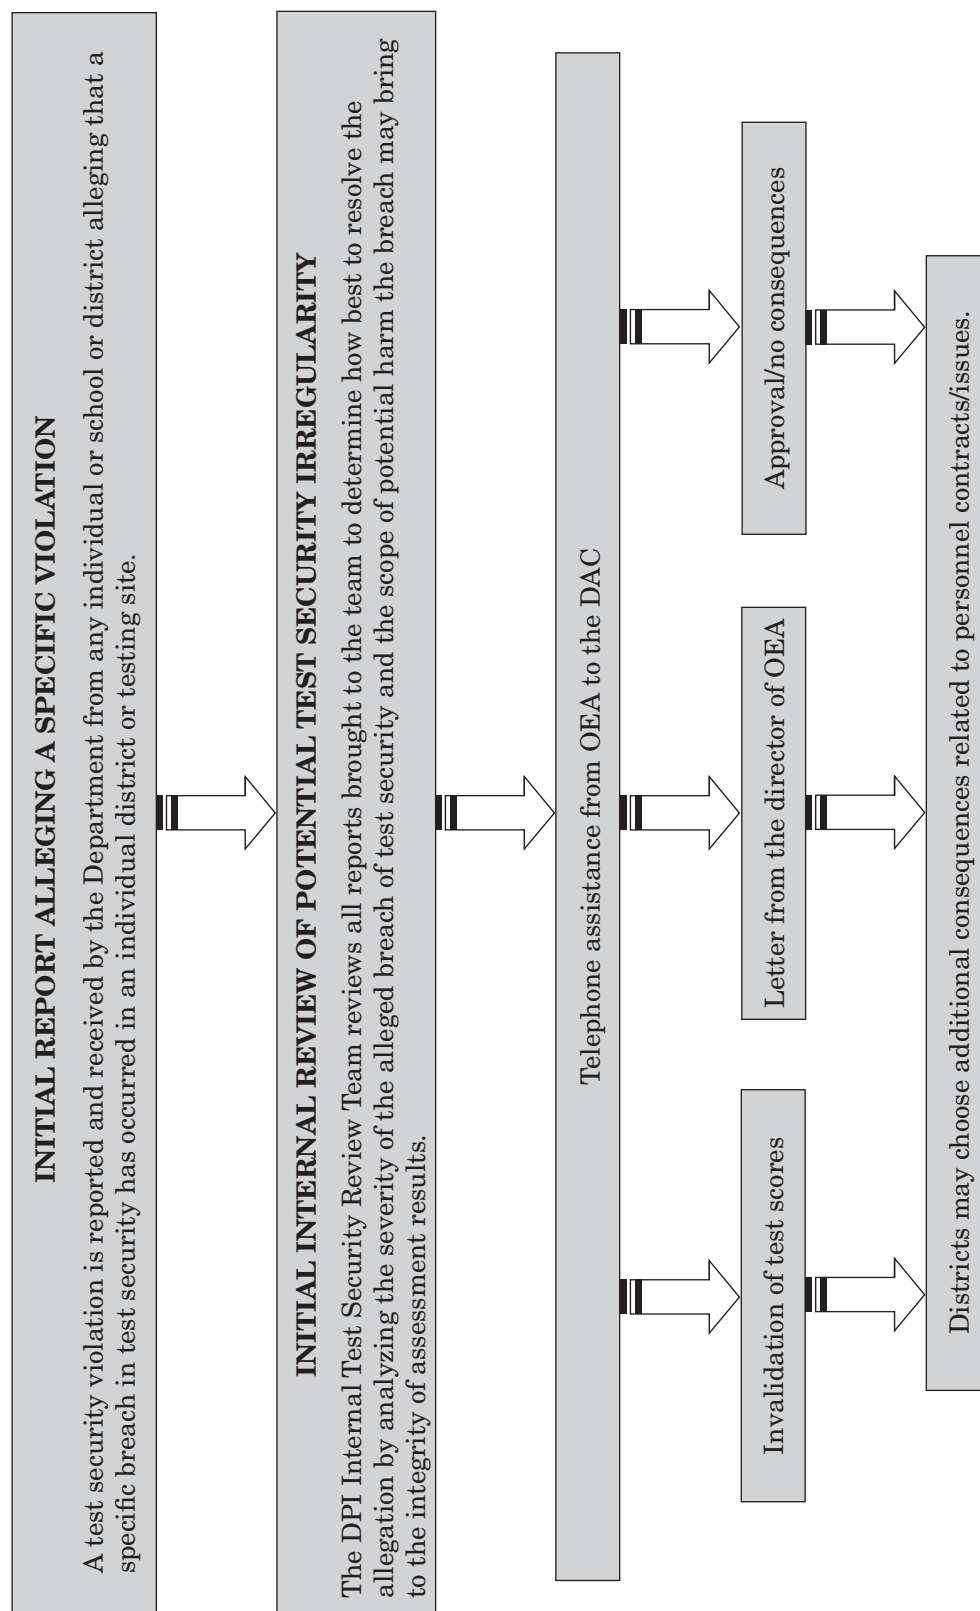 INITIAL REPORT ALLEGING A SPECIFIC VIOLATION
A test security violation is reported and received by the Department from any individual or school or district alleging that a
specific breach in test security has occurred in an individual district or testing site.
INITIAL INTERNAL REVIEW OF POTENTIAL TEST SECURITY IRREGULARITY
The DPI Internal Test Security Review Team reviews all reports brought to the team to determine how best to resolve the
allegation by analyzing the severity of the alleged breach of test security and the scope of potential harm the breach may bring
to the integrity of assessment results.
Telephone assistance from OEA to the DAC
Invalidation of test scores
Letter from the director of OEA
Approval/no consequences
Districts may choose additional consequences related to personnel contracts/issues.